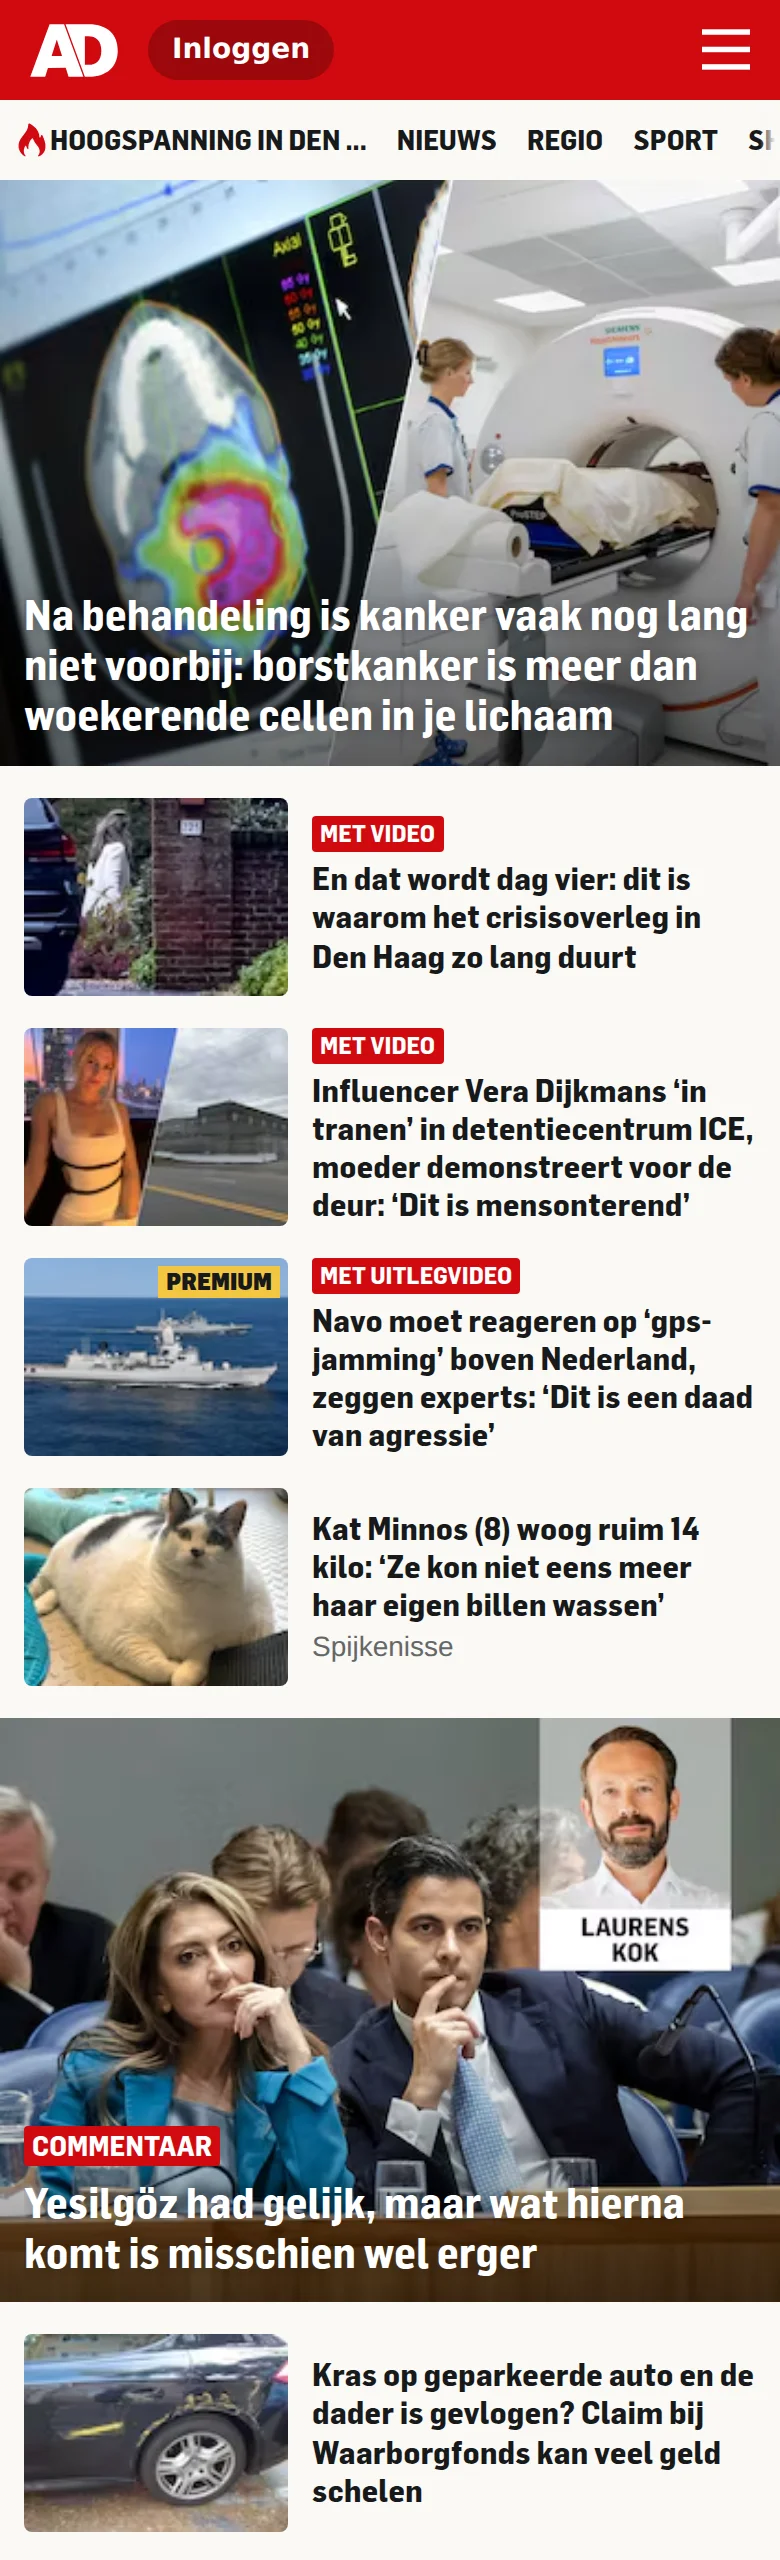 AD
Inloggen
HOOGSPANNING IN DEN ...
NIEUWS
REGIO
SPORT
Axial
SIEMENS
ProSTEP
Na behandeling is kanker vaak nog lang
niet voorbij: borstkanker is meer dan
woekerende cellen in je lichaam
MET VIDEO
En dat wordt dag vier: dit is
waarom het crisisoverleg in
Den Haag zo lang duurt
MET VIDEO
Influencer Vera Dijkmans ‘in
tranen’ in detentiecentrum ICE,
moeder demonstreert voor de
deur: ‘Dit is mensonterend’
PREMIUM
MET UITLEGVIDEO
Navo moet reageren op ‘gps-
jamming’ boven Nederland,
zeggen experts: ‘Dit is een daad
van agressie’
Kat Minnos (8) woog ruim 14
kilo: ‘Ze kon niet eens meer
haar eigen billen wassen’
Spijkenisse
LAURENS
KOK
COMMENTAAR
Yesilgöz had gelijk, maar wat hierna
komt is misschien wel erger
Kras op geparkeerde auto en de
dader is gevlogen? Claim bij
Waarborgfonds kan veel geld
schelen